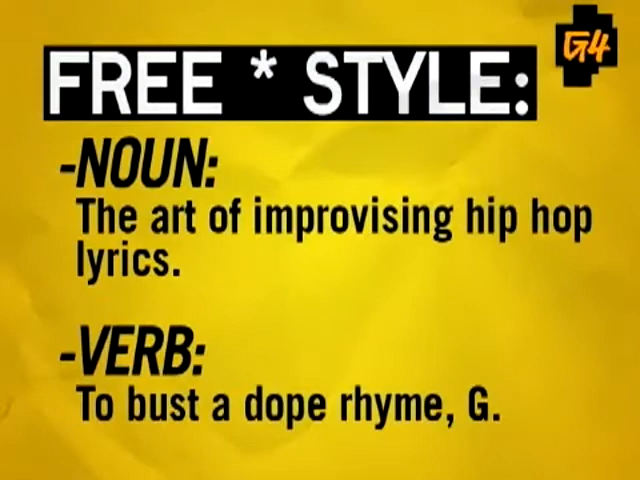 G4
FREE * STYLE:
-NOUN:
The art of improvising hip hop
lyrics.
-VERB:
To bust a dope rhyme, G.